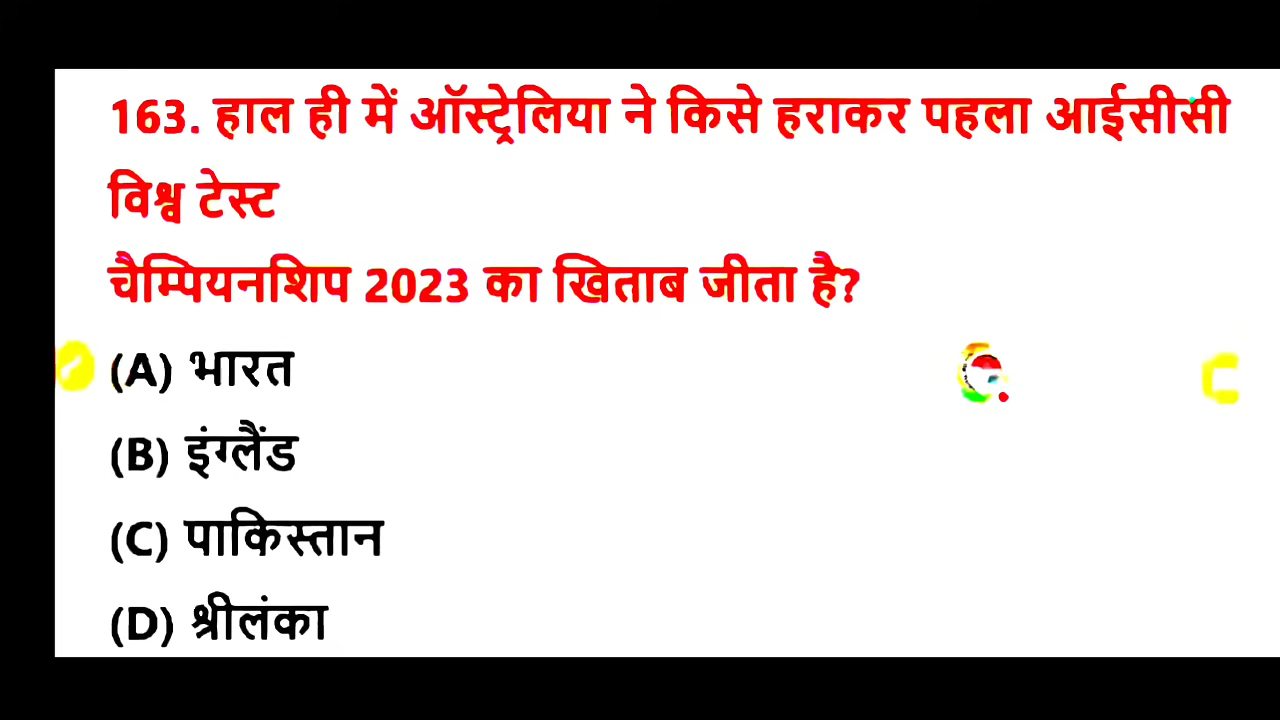 163. हाल ही में ऑस्ट्रेलिया ने किसे हराकर पहला आईसीसी
विश्व टेस्ट
चैम्पियनशिप 2023 का खिताब जीता है?
(A) भारत
(B) इंग्लैंड
(C) पाकिस्तान
(D) श्रीलंका